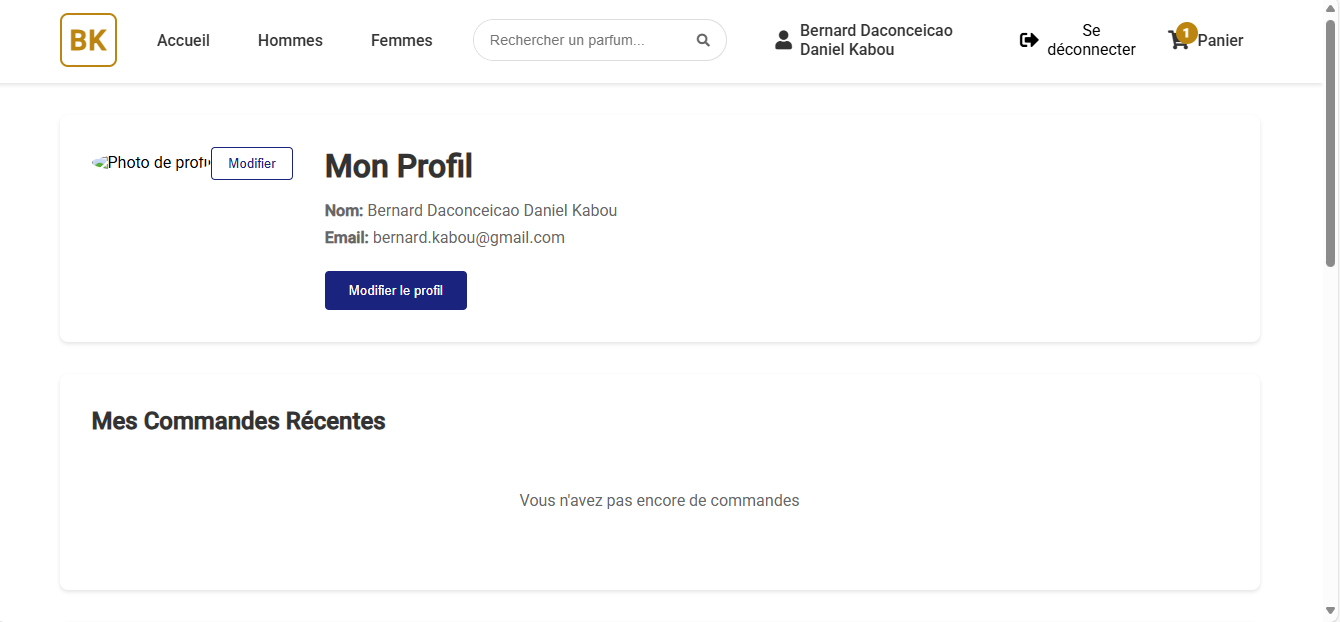 BK
Accueil
Hommes
Femmes
Rechercher un parfum...
Bernard Daconceicao
Daniel Kabou
Se
déconnecter
1
Panier
Photo de profi
Modifier
Mon Profil
Nom: Bernard Daconceicao Daniel Kabou
Email: bernard.kabou@gmail.com
Modifier le profil
Mes Commandes Récentes
Vous n'avez pas encore de commandes